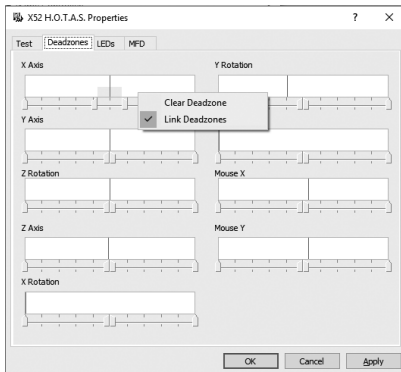 X52 H.O.T.A.S. Properties
Test Deadzones LEDs MFD
X Axis
Y Rotation
Clear Deadzone
Link Deadzones
Y Axis
Z Rotation
Mouse X
Z Axis
Mouse Y
X Rotation
OK Cancel Apply